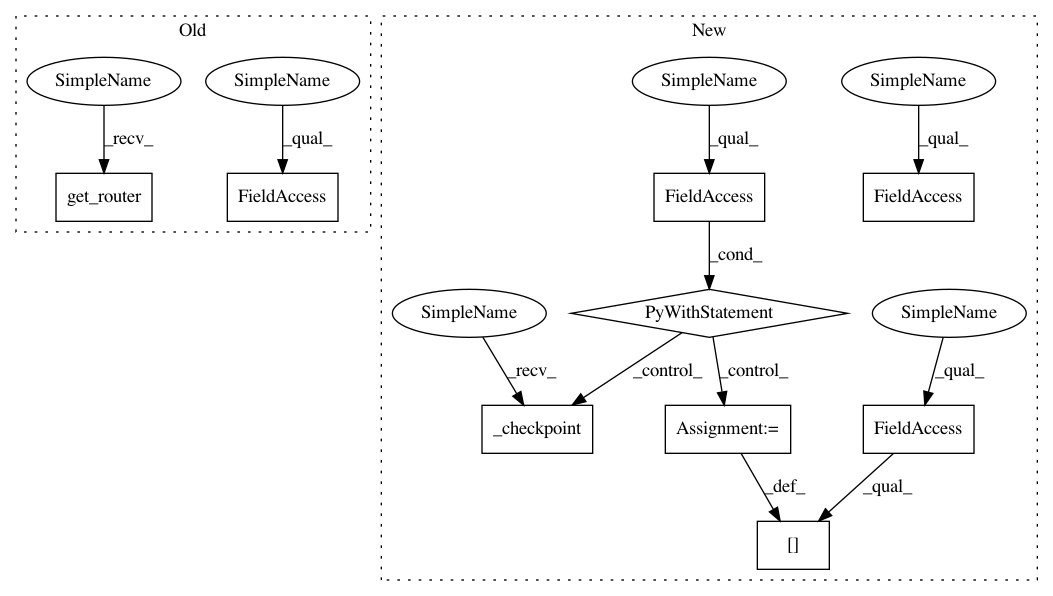 Old
New
SimpleName
SimpleName
SimpleName
SimpleName
_recv_
_qual_
_qual_
_qual_
get_router
FieldAccess
FieldAccess
FieldAccess
_cond_
SimpleName
PyWithStatement
SimpleName
_recv_
_control_
_control_
_qual_
_checkpoint
Assignment:=
FieldAccess
_def_
_qual_
[]